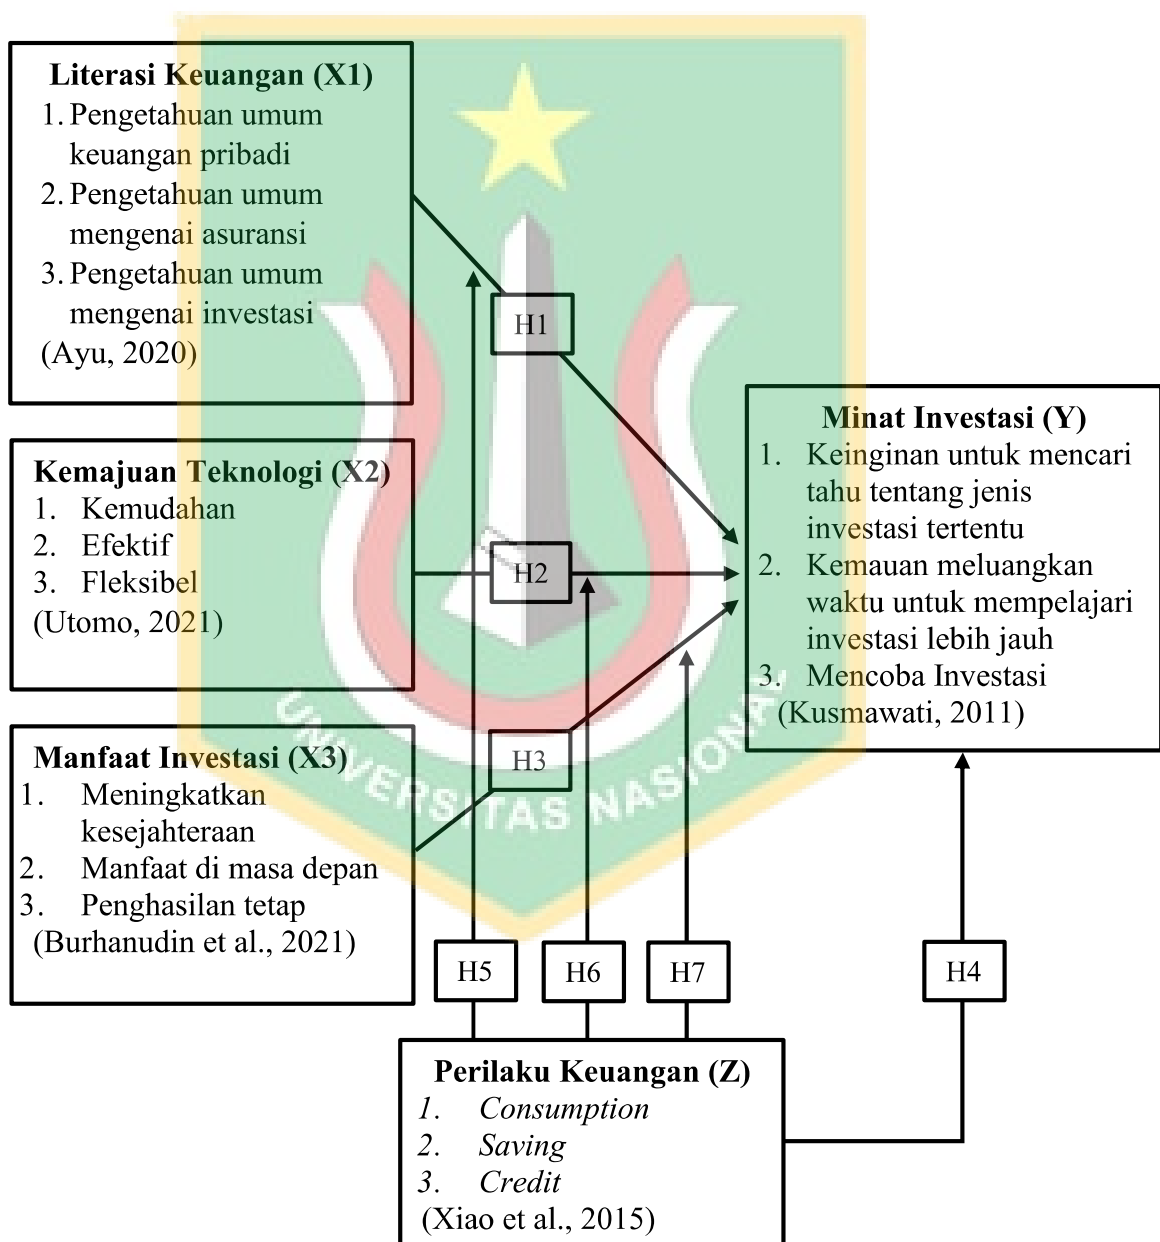 Literasi Keuangan (X1)
1. Pengetahuan umum
keuangan pribadi
2. Pengetahuan umum
mengenai asuransi
3. Pengetahuan umum
mengenai investasi
(Ayu, 2020)
H1
Kemajuan Teknologi (X2)
1. Kemudahan
2. Efektif
3. Fleksibel
(Utomo, 2021)
H2
Minat Investasi (Y)
1. Keinginan untuk mencari
tahu tentang jenis
investasi tertentu
2. Kemauan meluangkan
waktu untuk mempelajari
investasi lebih jauh
3. Mencoba Investasi
(Kusmawati, 2011)
Manfaat Investasi (X3)
1. Meningkatkan
kesejahteraan
2. Manfaat di masa depan
3. Penghasilan tetap
(Burhanudin et al., 2021)
H3
UNIVERSITAS NASIONAL
H5
H6
H7
H4
Perilaku Keuangan (Z)
1. Consumption
2. Saving
3. Credit
(Xiao et al., 2015)